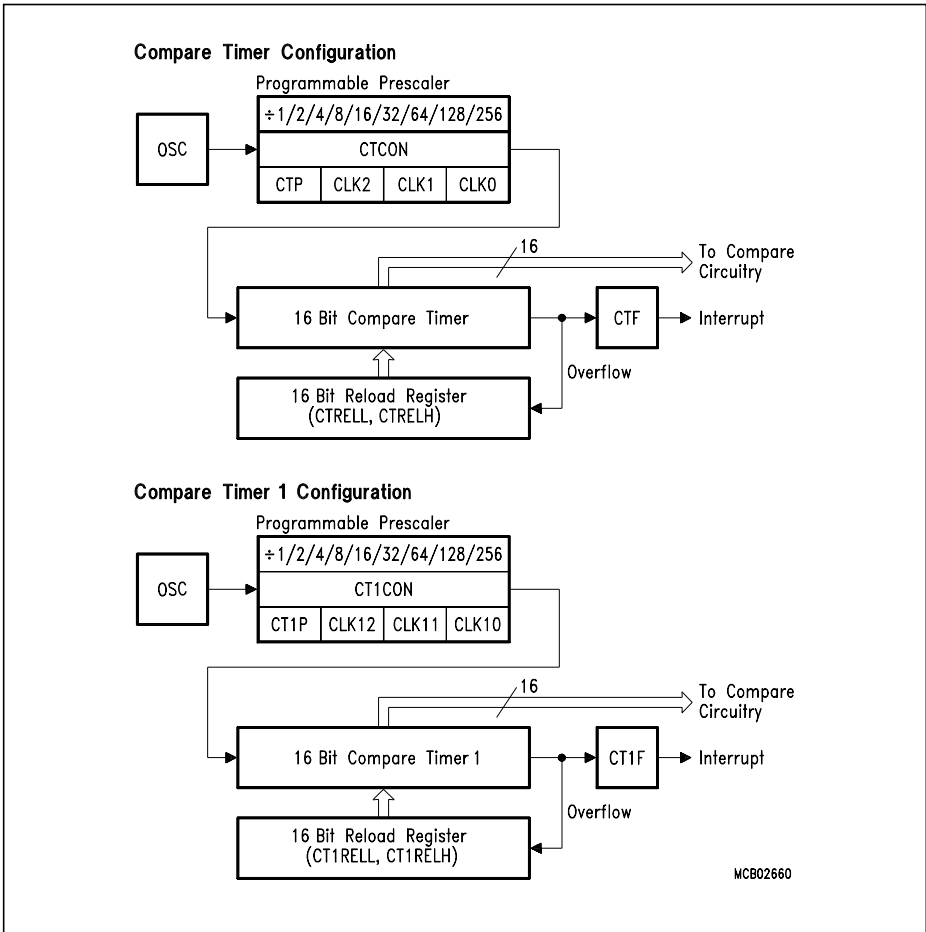 Compare Timer Configuration
Programmable Prescaler
÷1/2/4/8/16/32/64/128/256
OSC
CTCON
CTP CLK2 CLK1 CLK0
16
To Compare
Circuitry
16 Bit Compare Timer
CTF
Interrupt
Overflow
16 Bit Reload Register
(CTRELL, CTRELH)
Compare Timer 1 Configuration
Programmable Prescaler
÷1/2/4/8/16/32/64/128/256
OSC
CT1CON
CT1P CLK12 CLK11 CLK10
16
To Compare
Circuitry
16 Bit Compare Timer 1
CT1F
Interrupt
Overflow
16 Bit Reload Register
(CT1RELL, CT1RELH)
MCB02660